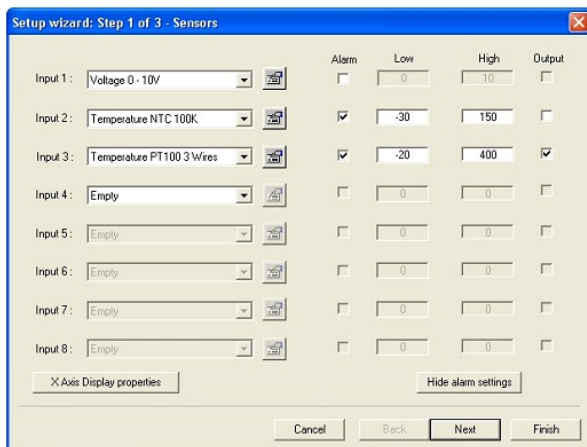 Setup wizard: Step 1 of 3 - Sensors
Alarm Low High Output
Input 1 : Voltage 0 - 10V 0 10
Input 2 : Temperature NTC 100K -30 150
Input 3 : Temperature PT100 3 Wires -20 400
Input 4 : Empty 0 0
Input 5 : Empty 0 0
Input 6 : Empty 0 0
Input 7 : Empty 0 0
Input 8 : Empty 0 0
X Axis Display properties Hide alarm settings
Cancel Back Next Finish